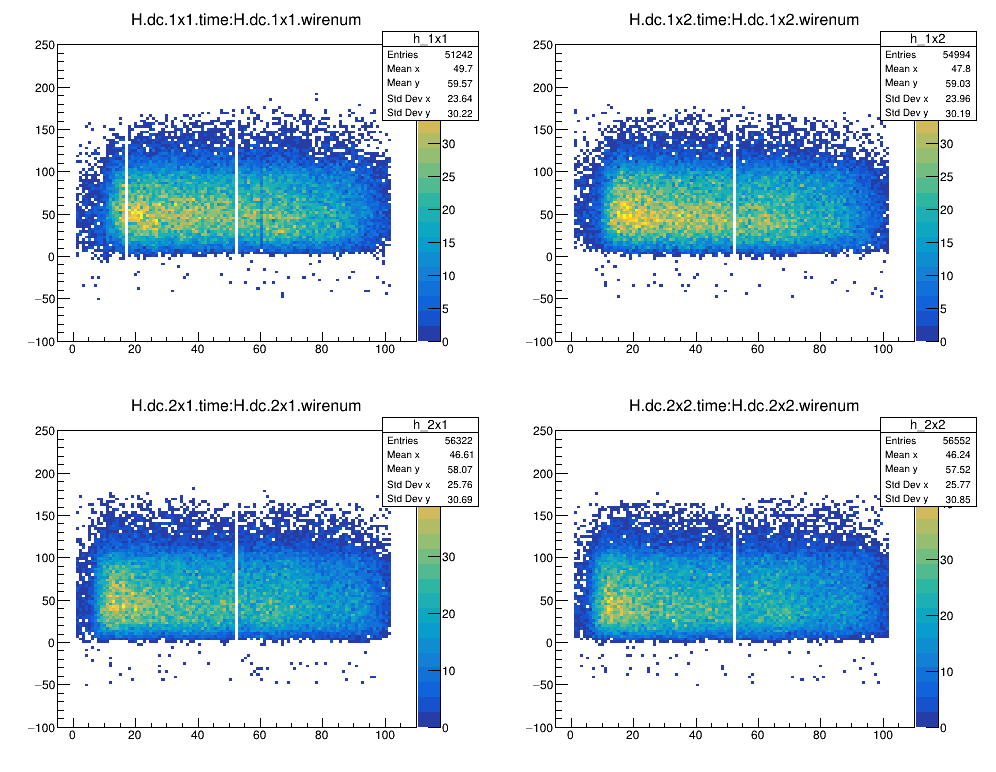 H.dc.1x1.time:H.dc.1x1.wirenum
h_1x1
Entries 51242
Mean x 49.7
Mean y 59.57
Std Dev x 23.64
Std Dev y 30.22
250
200
150
100
50
0
−50
−100
0 20 40 60 80 100
30
25
20
15
10
5
0
H.dc.1x2.time:H.dc.1x2.wirenum
h_1x2
Entries 54994
Mean x 47.8
Mean y 59.03
Std Dev x 23.96
Std Dev y 30.19
250
200
150
100
50
0
−50
−100
0 20 40 60 80 100
30
25
20
15
10
5
0
H.dc.2x1.time:H.dc.2x1.wirenum
h_2x1
Entries 56322
Mean x 46.61
Mean y 58.07
Std Dev x 25.76
Std Dev y 30.69
250
200
150
100
50
0
−50
−100
0 20 40 60 80 100
30
20
10
0
H.dc.2x2.time:H.dc.2x2.wirenum
h_2x2
Entries 56552
Mean x 46.24
Mean y 57.52
Std Dev x 25.77
Std Dev y 30.85
250
200
150
100
50
0
−50
−100
0 20 40 60 80 100
30
20
10
0